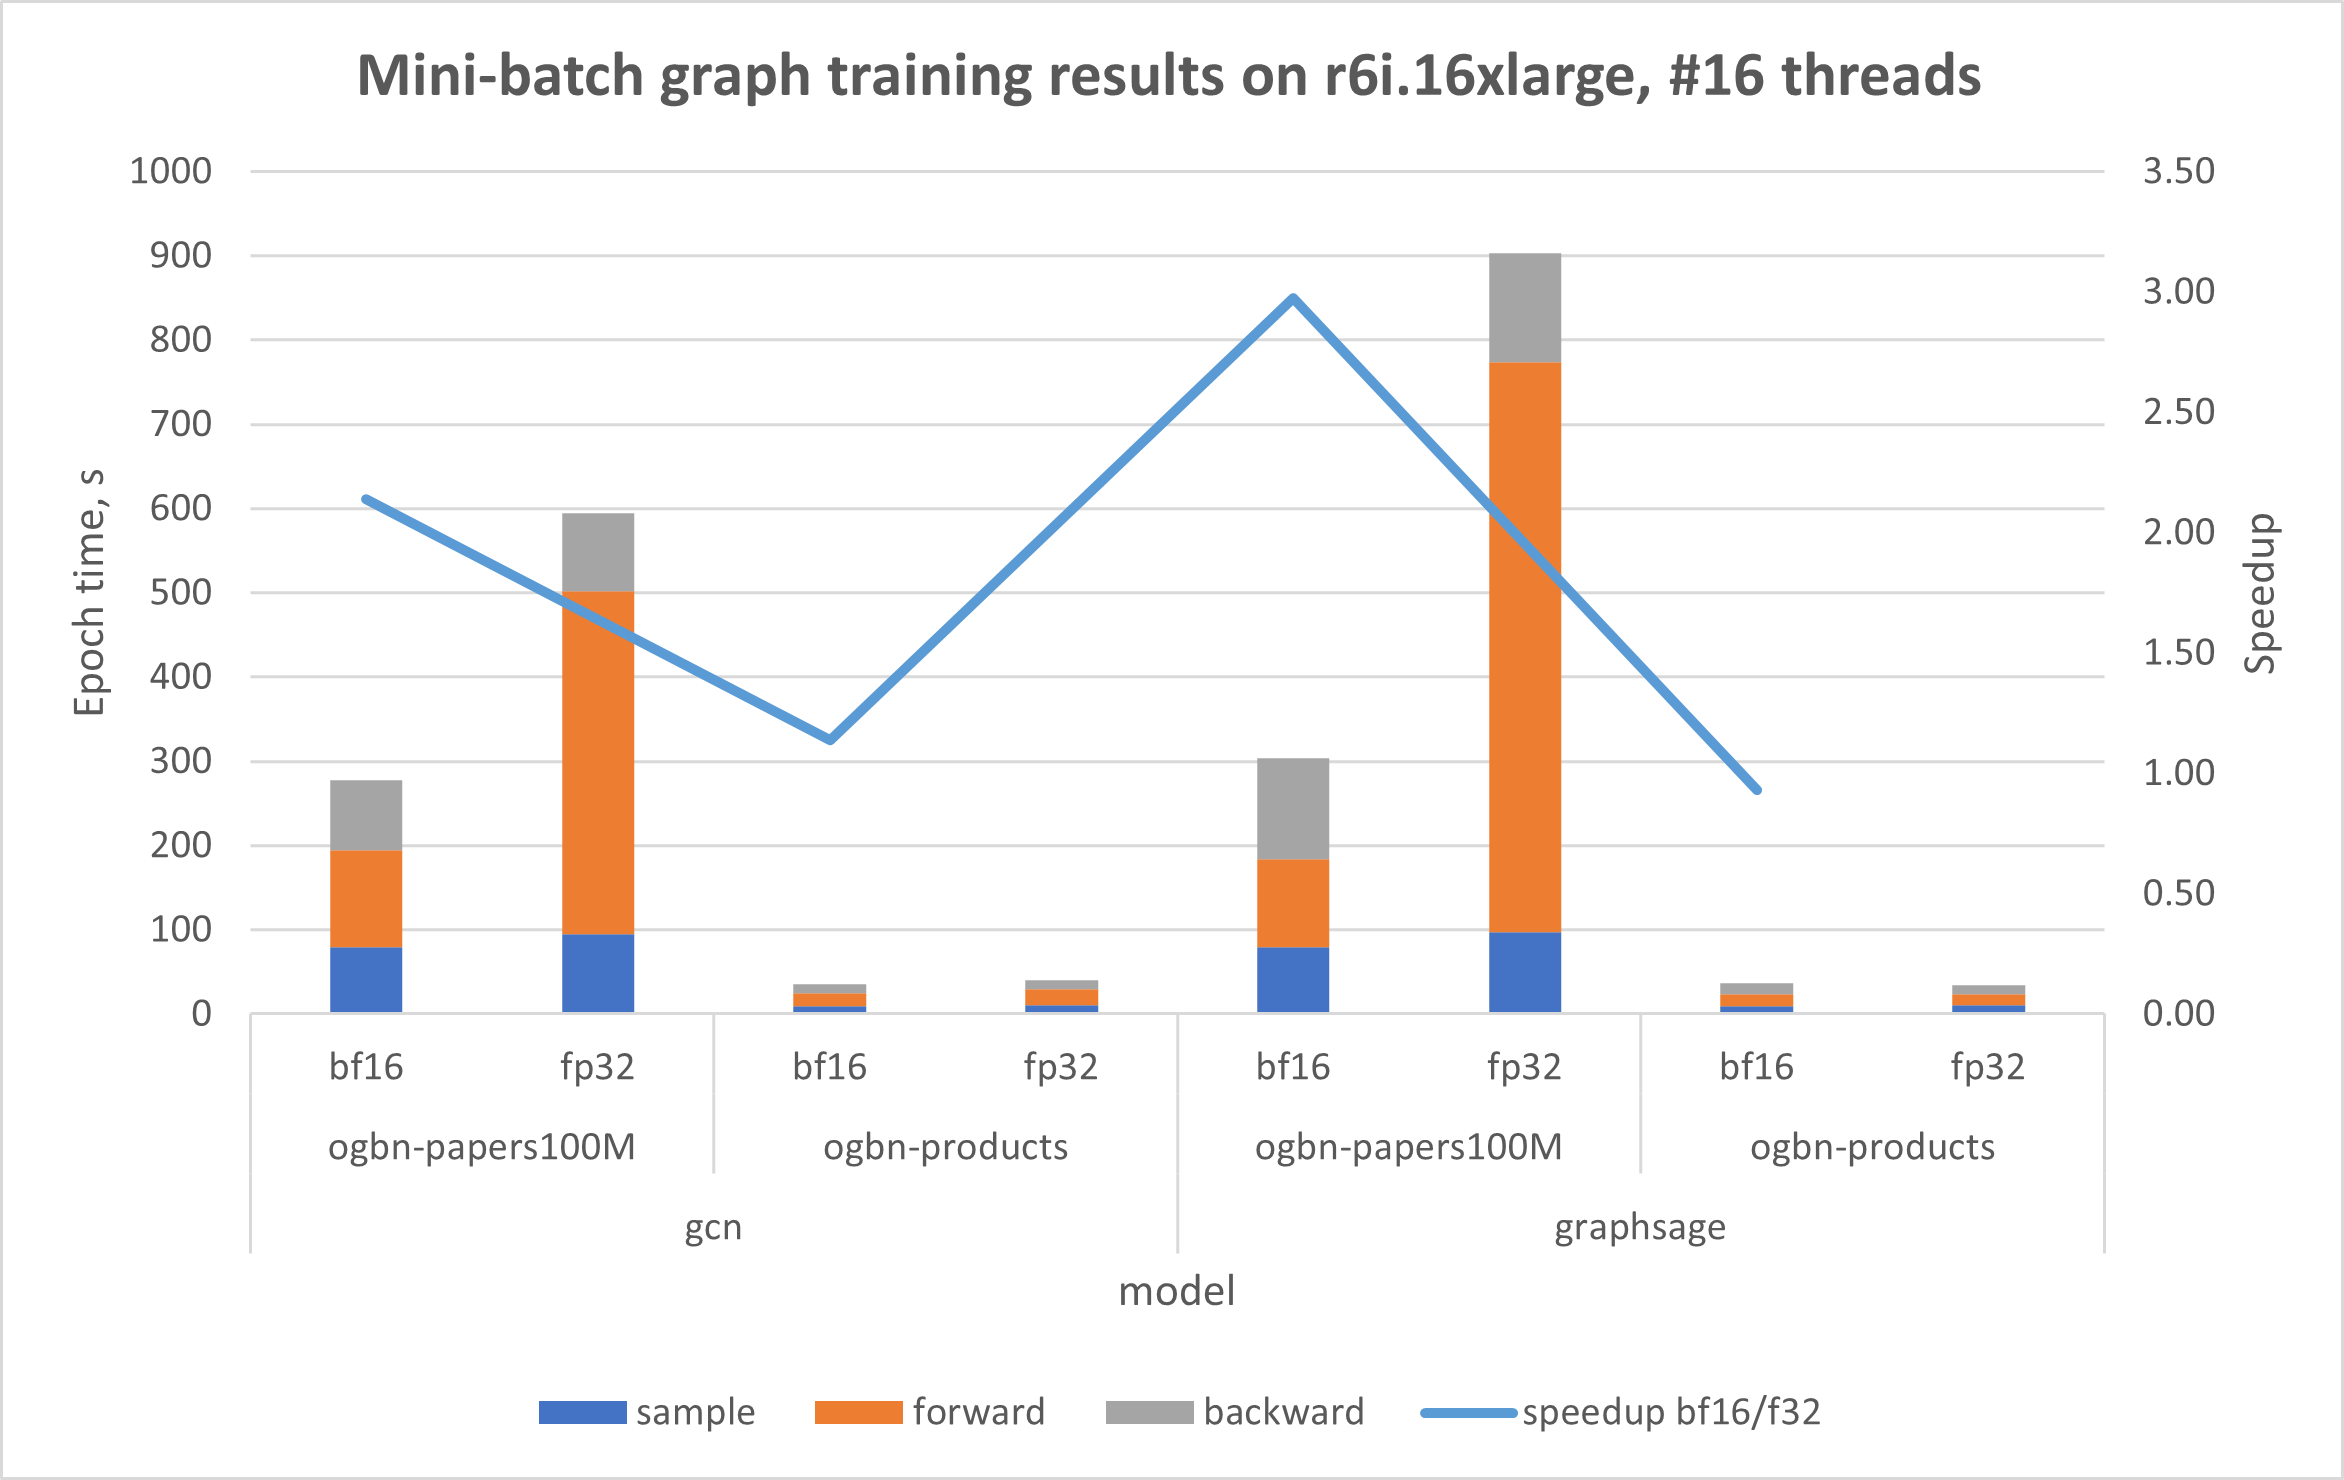 Mini-batch graph training results on r6i.16xlarge, #16 threads
1000 3.50
900 3.00
800 2.50
700 2.00
600 1.50
500 1.00
400 0.50
300 0.00
200
100
0
Epoch time, s
Speedup
bf16 fp32 bf16 fp32 bf16 fp32 bf16 fp32
ogbn-papers100M ogbn-products ogbn-papers100M ogbn-products
gcn graphsage
model
sample forward backward speedup bf16/f32